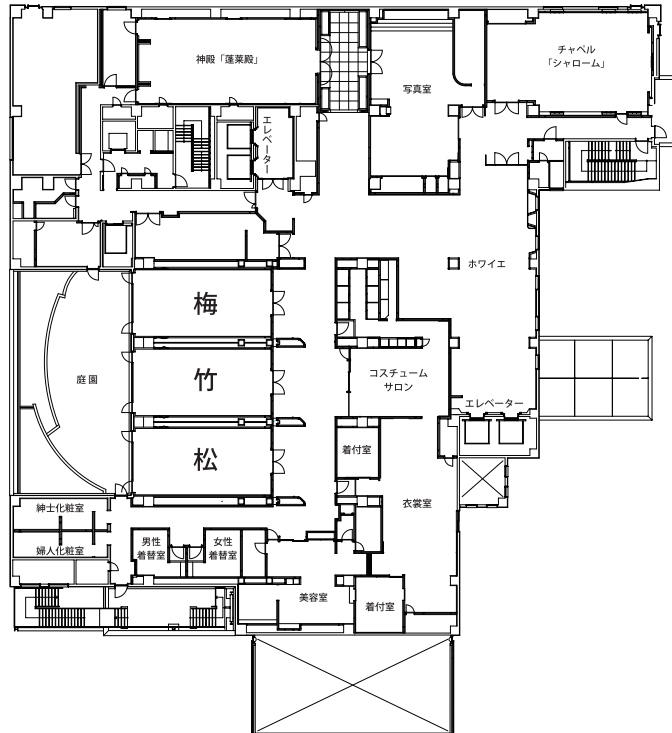 神殿「蓬莱殿」
写真室
チャペル
「シャローム」
エレベーター
ホワイエ
梅
竹
松
庭園
コスチューム
サロン
エレベーター
着付室
衣裳室
紳士化粧室
婦人化粧室
男性
着替室
女性
着替室
美容室
着付室